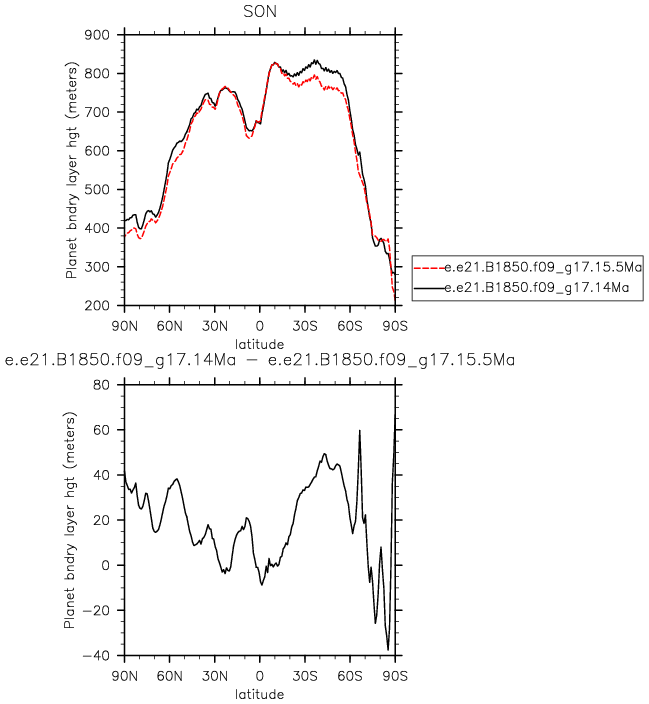 SON
900
800
700
600
500
400
300
200
Planet bndry layer hgt (meters)
90N 60N 30N 0 30S 60S 90S
latitude
e.e21.B1850.f09_g17.15.5Ma
e.e21.B1850.f09_g17.14Ma
e.e21.B1850.f09_g17.14Ma − e.e21.B1850.f09_g17.15.5Ma
80
60
40
20
0
−20
−40
Planet bndry layer hgt (meters)
90N 60N 30N 0 30S 60S 90S
latitude